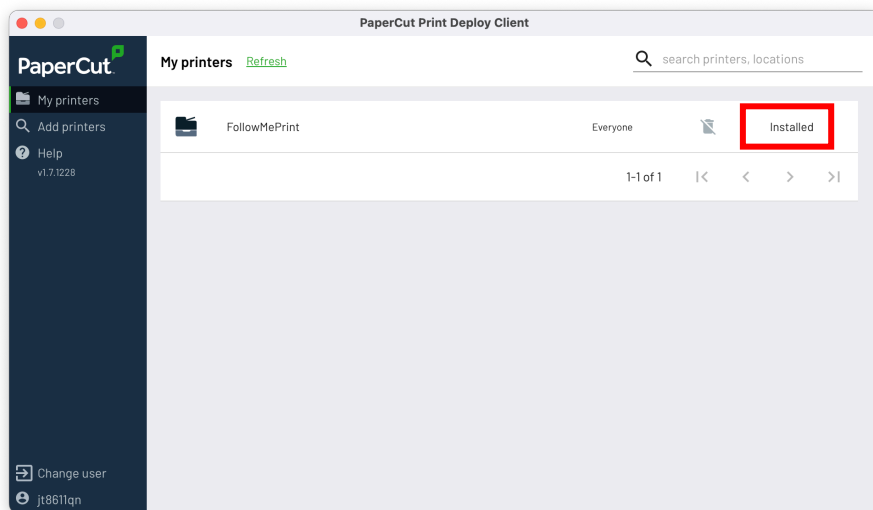 PaperCut Print Deploy Client
PaperCut
My printers Refresh
search printers, locations
My printers
Add printers
Help
v1.7.1228
FollowMePrint Everyone Installed
1-1 of 1
Change user
jt8611qn